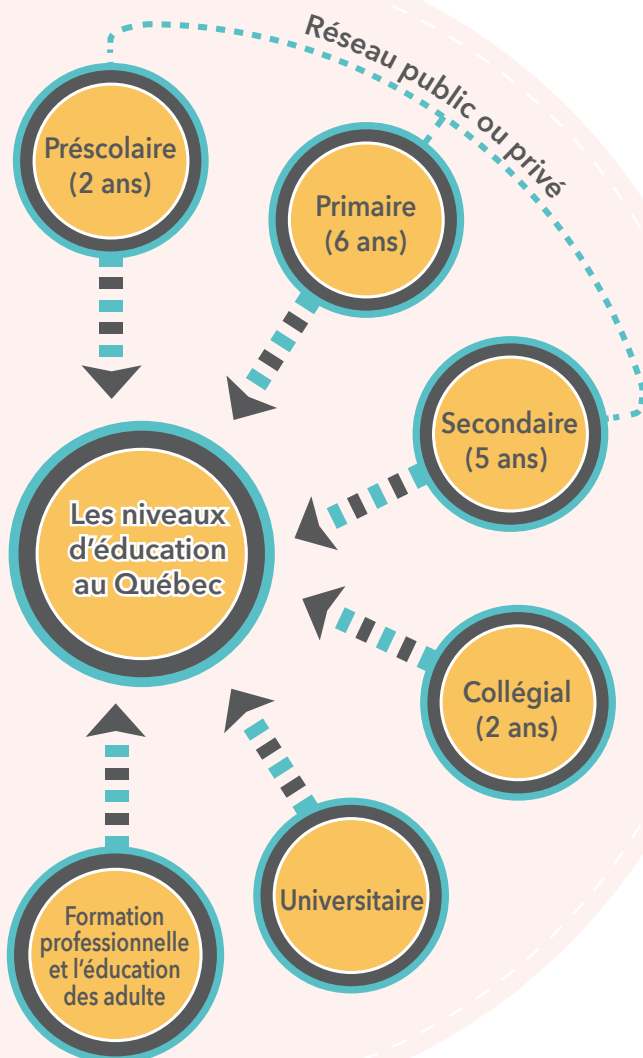 Réseau public ou privé
Préscolaire
(2 ans)
Primaire
(6 ans)
Secondaire
(5 ans)
Les niveaux
d'éducation
au Québec
Collégial
(2 ans)
Universitaire
Formation
professionnelle
et l'éducation
des adulte